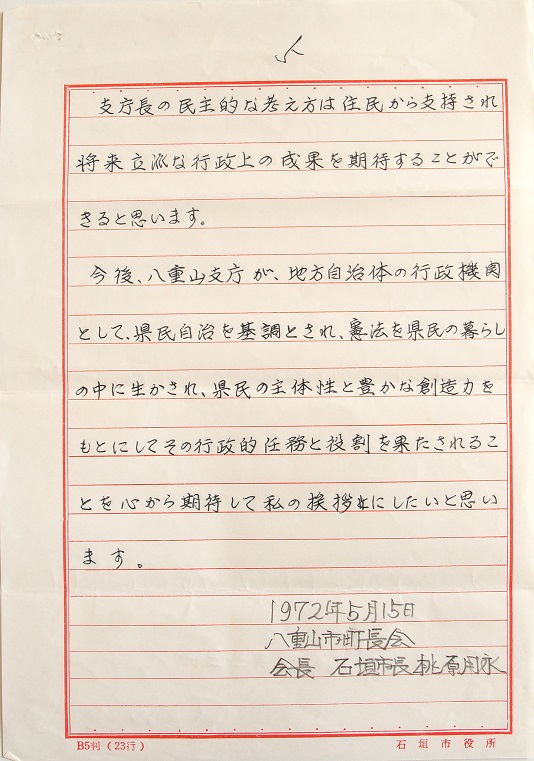 支庁長の民主的な考え方は住民から支持され
将来立派な行政上の成果を期待することがで
きると思います。
今後、八重山支庁が、地方自治体の行政機関
として、県民自治を基調とされ、憲法を県民の暮らし
の中に生かされ、県民の主体性と豊かな創造力を
もとにしてその行政的任務と役割を果たされるこ
とを心から期待して私の挨拶にしたいと思い
ます。
1972年5月15日
八重山市町長会
会長 石垣市長 桃原用永
B5判(23行)
石垣市役所